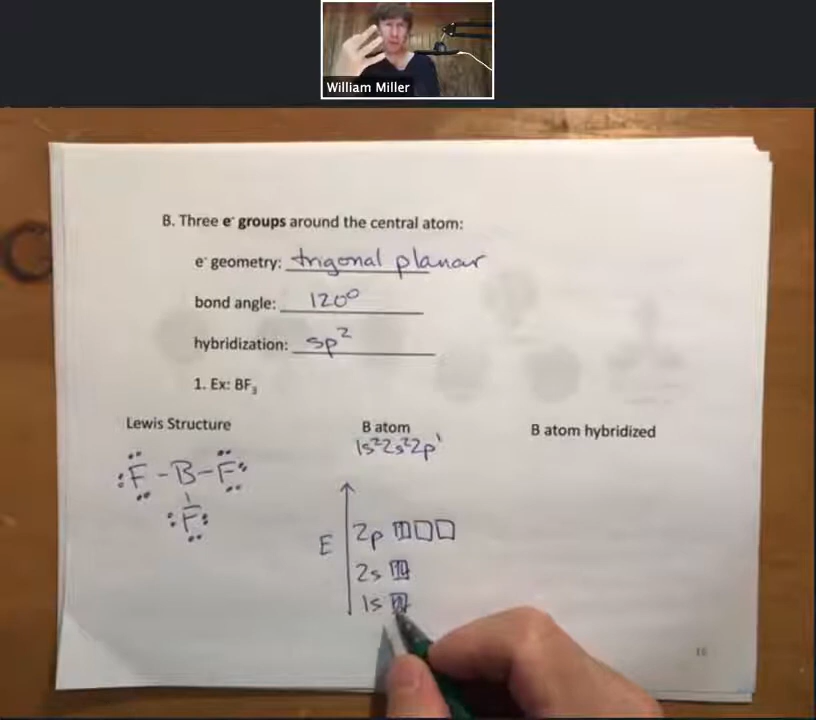 William Miller
B. Three e⁻ groups around the central atom:
e⁻ geometry: trigonal planar
bond angle: 120⁰
hybridization: sp²
1. Ex: BF₃
Lewis Structure
B atom
B atom hybridized
1s²2s²2p¹
F - B - F
F
E
2p
2s
1s
16